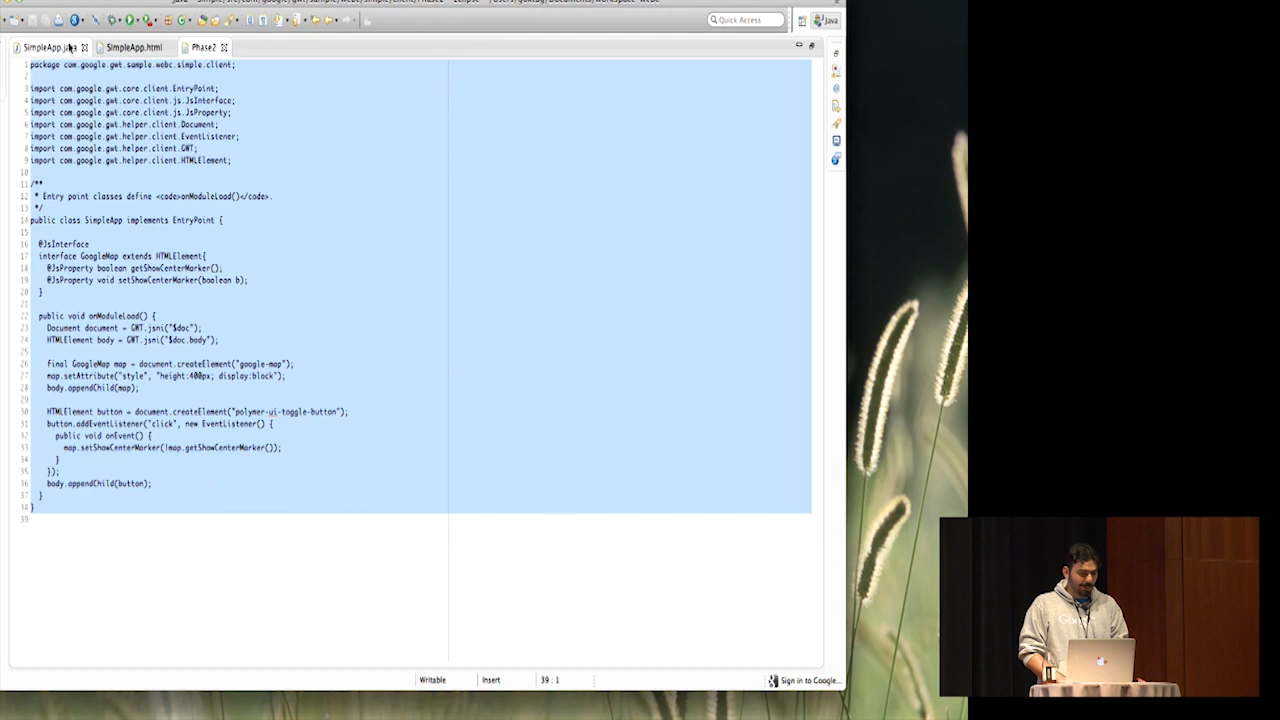 Quick Access
Java
SimpleApp.java
SimpleApp.html
Phase2
1 package com.google.gwt.sample.webc.simple.client;
2
3 import com.google.gwt.core.client.EntryPoint;
4 import com.google.gwt.core.client.js.JsInterface;
5 import com.google.gwt.core.client.js.JsProperty;
6 import com.google.gwt.helper.client.Document;
7 import com.google.gwt.helper.client.EventListener;
8 import com.google.gwt.helper.client.GWT;
9 import com.google.gwt.helper.client.HTMLElement;
10
11 /**
12 * Entry point classes define <code>onModuleLoad()</code>.
13 */
14 public class SimpleApp implements EntryPoint {
15
16 @JsInterface
17 interface GoogleMap extends HTMLElement{
18 @JsProperty boolean getShowCenterMarker();
19 @JsProperty void setShowCenterMarker(boolean b);
20 }
21
22 public void onModuleLoad() {
23 Document document = GWT.jsni("$doc");
24 HTMLElement body = GWT.jsni("$doc.body");
25
26 final GoogleMap map = document.createElement("google-map");
27 map.setAttribute("style", "height:400px; display:block");
28 body.appendChild(map);
29
30 HTMLElement button = document.createElement("polymer-ui-toggle-button");
31 button.addEventListener("click", new EventListener() {
32 public void onEvent() {
33 map.setShowCenterMarker(!map.getShowCenterMarker());
34 }
35 });
36 body.appendChild(button);
37 }
38 }
39
Writable
Insert
39 : 1
Sign in to Google...